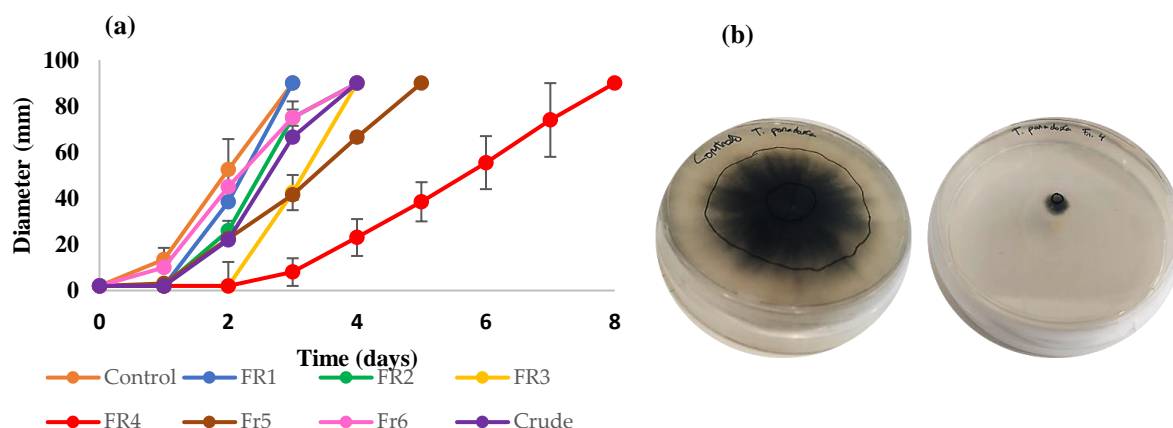 (a)
(b)
100
80
60
40
20
0
Diameter (mm)
0 2 4 6 8
Time (days)
Control FR1 FR2 FR3
FR4 Fr5 Fr6 Crude
Control T. paradoxa
T. paradoxa Fr. 4